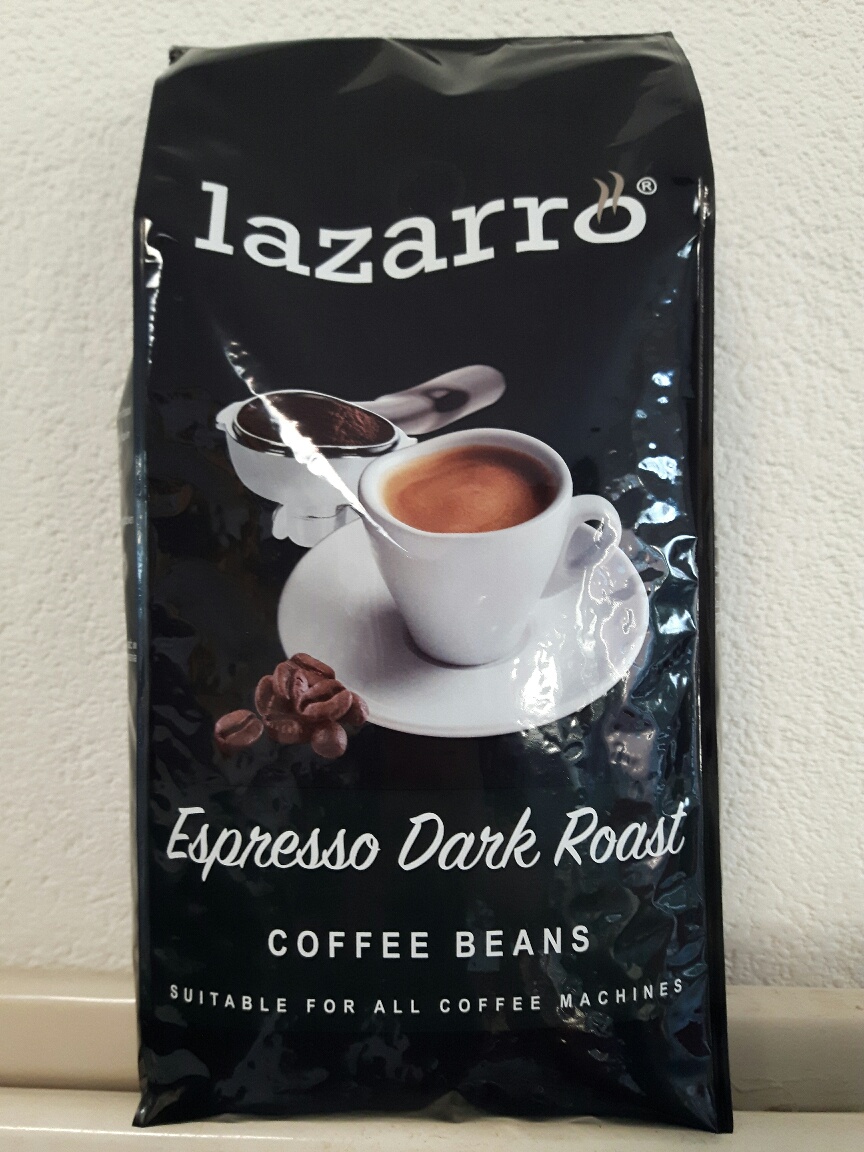 lazarro®
Espresso Dark Roast
COFFEE BEANS
SUITABLE FOR ALL COFFEE MACHINES